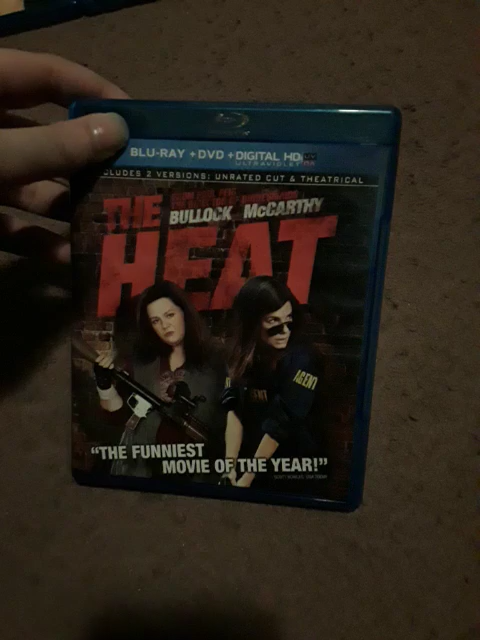 BLU-RAY + DVD + DIGITAL HD
ULTRAVIOLET
INCLUDES 2 VERSIONS: UNRATED CUT & THEATRICAL
BULLOCK McCARTHY
THE
HEAT
AGENT
"THE FUNNIEST
MOVIE OF THE YEAR!"